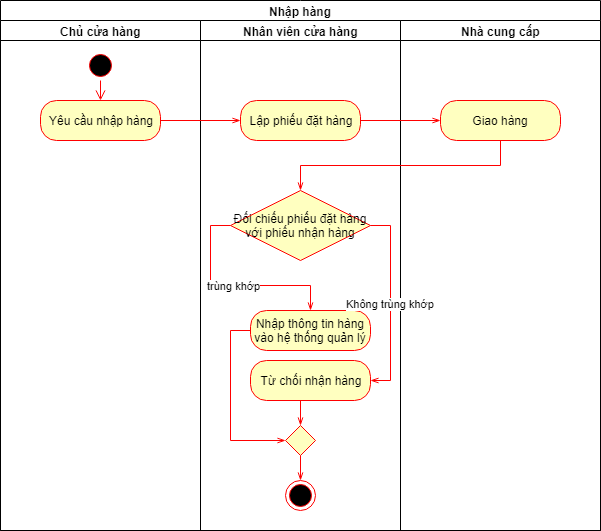 Nhập hàng
Chủ cửa hàng
Nhân viên cửa hàng
Nhà cung cấp
Yêu cầu nhập hàng
Lập phiếu đặt hàng
Giao hàng
Đối chiếu phiếu đặt hàng
với phiếu nhận hàng
trùng khớp
Không trùng khớp
Nhập thông tin hàng
vào hệ thống quản lý
Từ chối nhận hàng